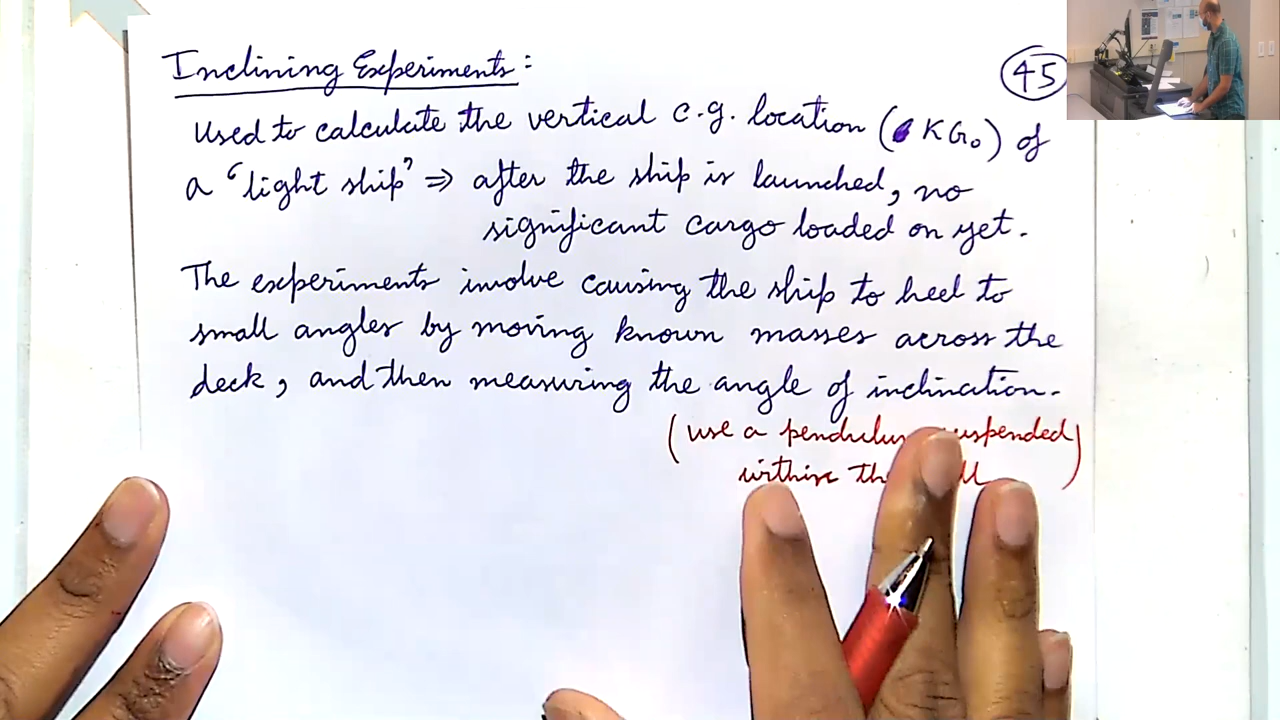 Inclining Experiments:
45
Used to calculate the vertical c.g. location (KG₀) of
a "light ship" ⇒ after the ship is launched, no
significant cargo loaded on yet.
The experiments involve causing the ship to heel to
small angles by moving known masses across the
deck, and then measuring the angle of inclination.
(use a pendulum suspended)
within